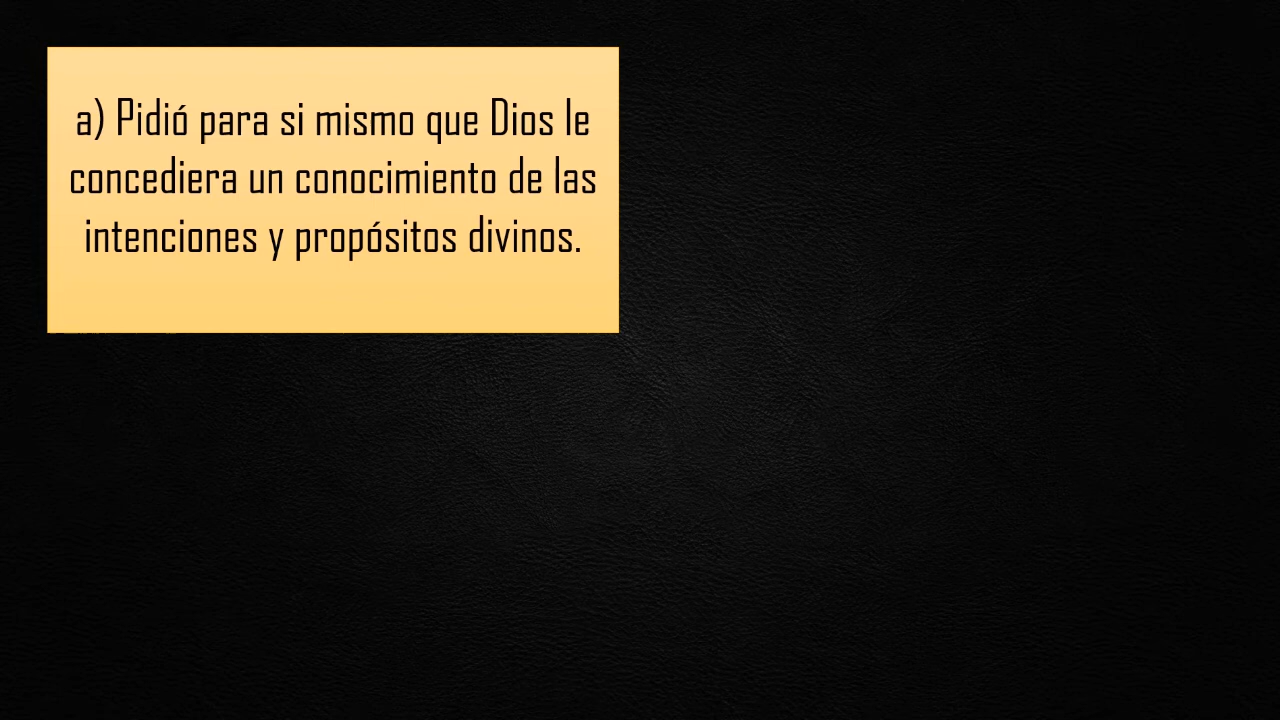 a) Pidió para si mismo que Dios le
concediera un conocimiento de las
intenciones y propósitos divinos.